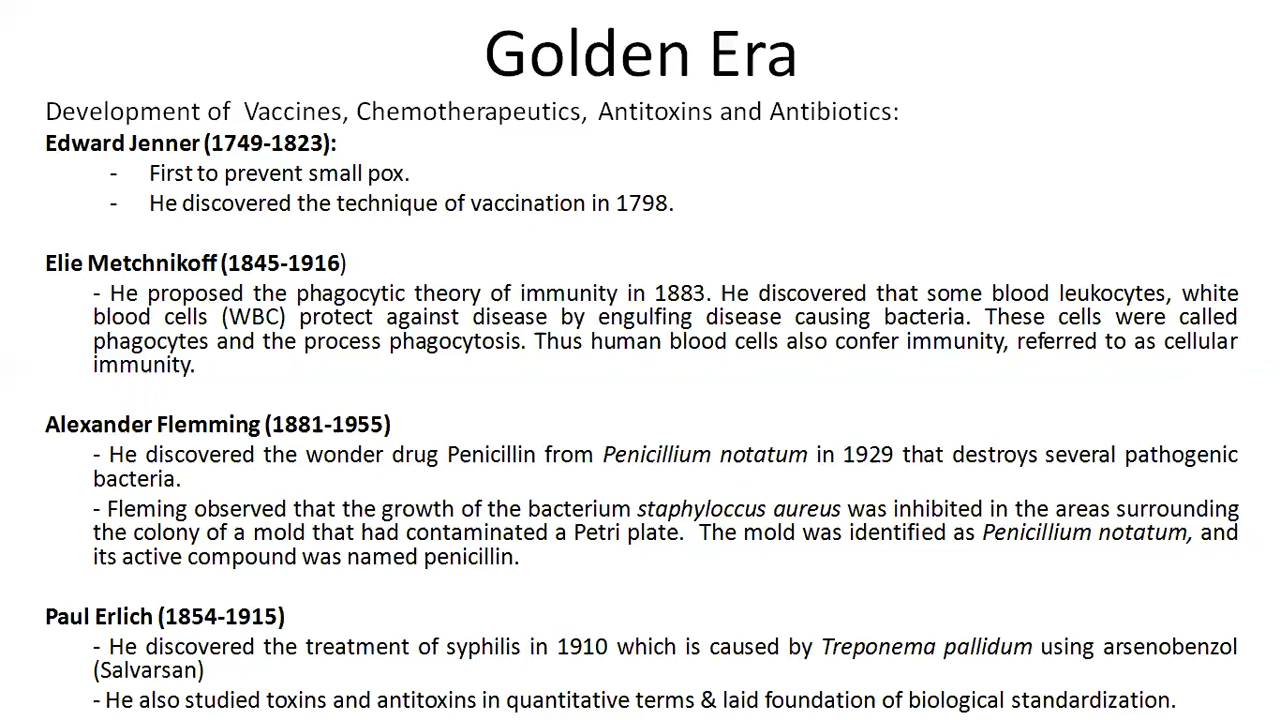 Golden Era
Development of Vaccines, Chemotherapeutics, Antitoxins and Antibiotics:
Edward Jenner (1749-1823):
- First to prevent small pox.
- He discovered the technique of vaccination in 1798.
Elie Metchnikoff (1845-1916)
- He proposed the phagocytic theory of immunity in 1883. He discovered that some blood leukocytes, white
blood cells (WBC) protect against disease by engulfing disease causing bacteria. These cells were called
phagocytes and the process phagocytosis. Thus human blood cells also confer immunity, referred to as cellular
immunity.
Alexander Flemming (1881-1955)
- He discovered the wonder drug Penicillin from Penicillium notatum in 1929 that destroys several pathogenic
bacteria.
- Fleming observed that the growth of the bacterium staphyloccus aureus was inhibited in the areas surrounding
the colony of a mold that had contaminated a Petri plate. The mold was identified as Penicillium notatum, and
its active compound was named penicillin.
Paul Erlich (1854-1915)
- He discovered the treatment of syphilis in 1910 which is caused by Treponema pallidum using arsenobenzol
(Salvarsan)
- He also studied toxins and antitoxins in quantitative terms & laid foundation of biological standardization.